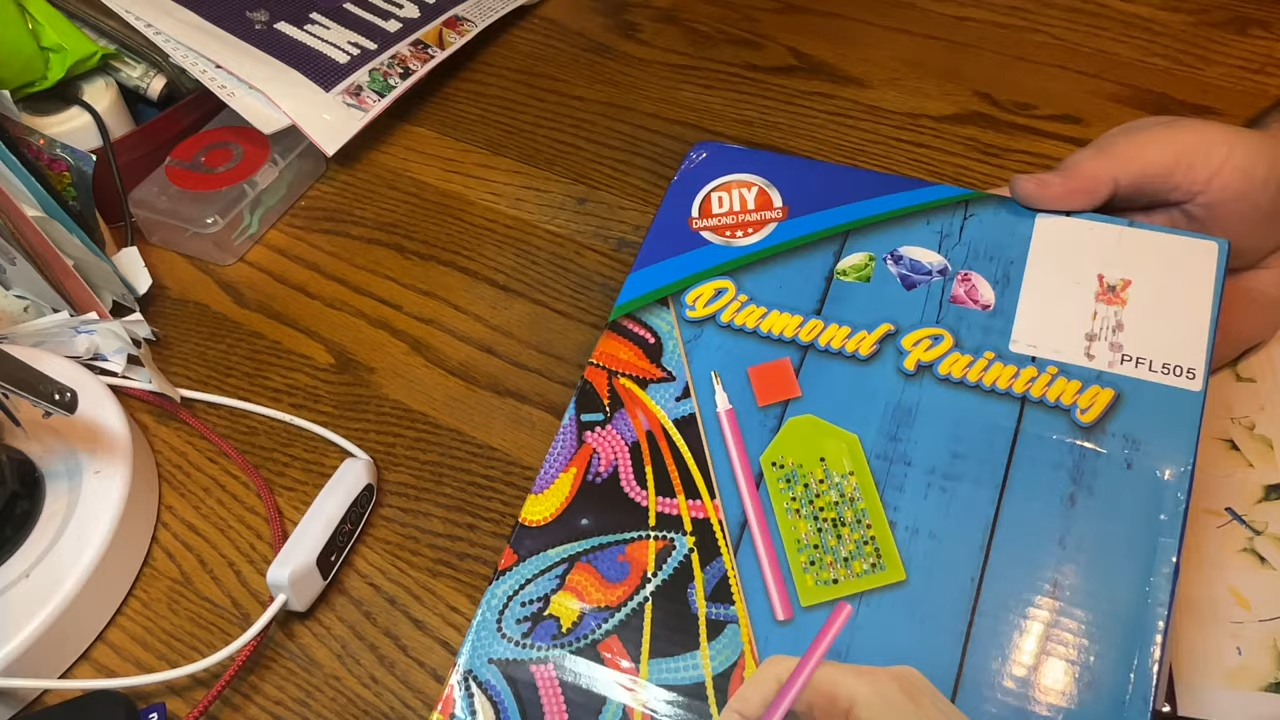 IN LO
DIY
DIAMOND PAINTING
Diamond Painting
PFL505